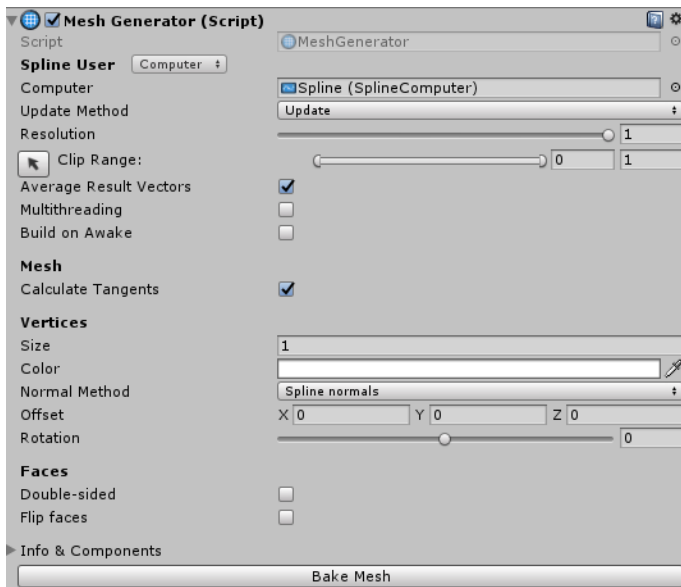 Mesh Generator (Script)
Script MeshGenerator
Spline User Computer
Computer Spline (SplineComputer)
Update Method Update
Resolution 1
Clip Range: 0 1
Average Result Vectors
Multithreading
Build on Awake
Mesh
Calculate Tangents
Vertices
Size 1
Color
Normal Method Spline normals
Offset X 0 Y 0 Z 0
Rotation 0
Faces
Double-sided
Flip faces
Info & Components
Bake Mesh